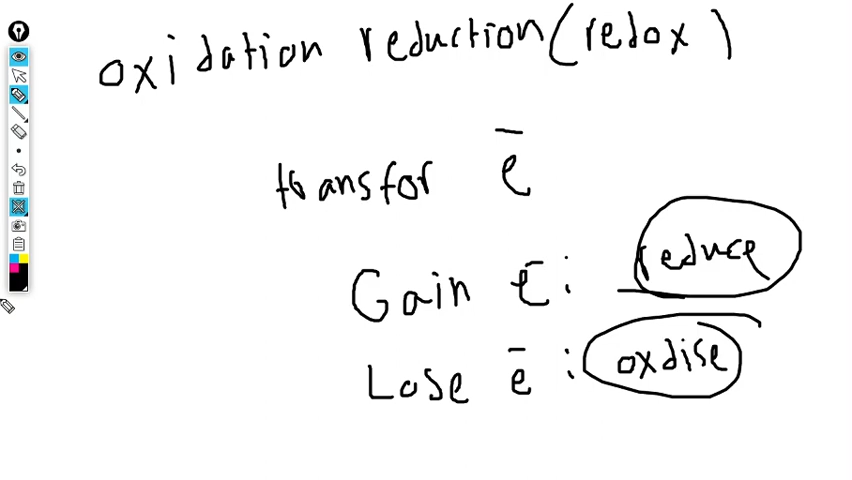 oxidation reduction (redox)
transfor e̅
Gain e̅ : reduce
Lose e̅ : oxdise